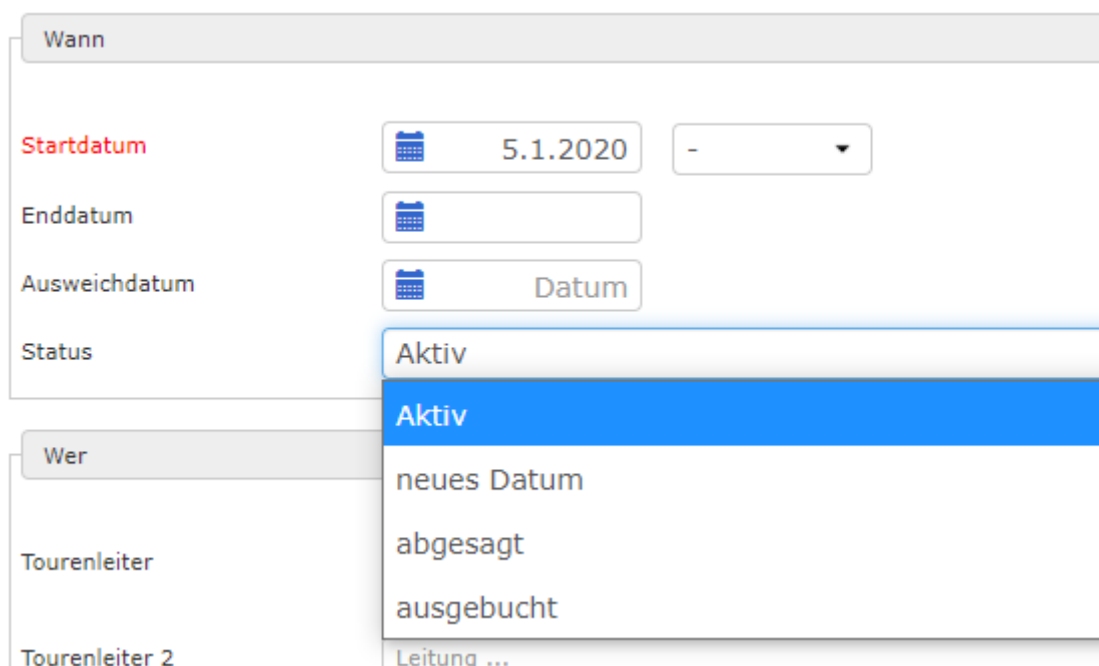 Wann
Startdatum 5.1.2020 -
Enddatum
Ausweichdatum Datum
Status Aktiv
Aktiv
Wer
neues Datum
abgesagt
Tourenleiter
ausgebucht
Tourenleiter 2 Leitung ...